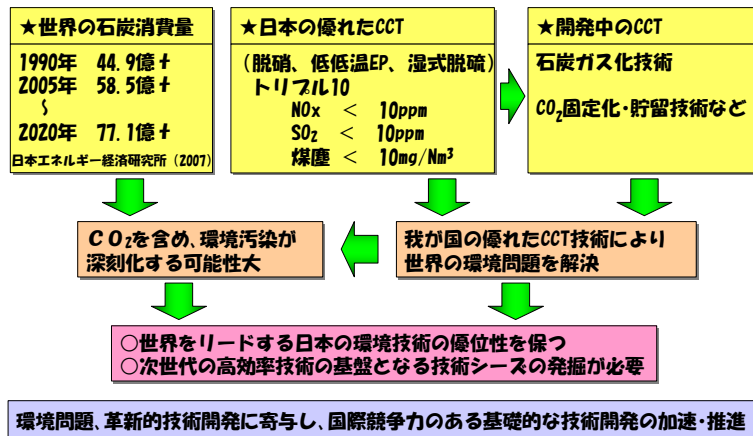 ★世界の石炭消費量
1990年 44.9億t
2005年 58.5億t
～
2020年 77.1億t
日本エネルギー経済研究所(2007)
★日本の優れたCCT
(脱硝、低低温EP、湿式脱硫)
トリプル10
NOx < 10ppm
SO₂ < 10ppm
煤塵 < 10mg/Nm³
★開発中のCCT
石炭ガス化技術
CO₂固定化・貯留技術など
CO₂を含め、環境汚染が
深刻化する可能性大
我が国の優れたCCT技術により
世界の環境問題を解決
○世界をリードする日本の環境技術の優位性を保つ
○次世代の高効率技術の基盤となる技術シーズの発掘が必要
環境問題、革新的技術開発に寄与し、国際競争力のある基礎的な技術開発の加速・推進